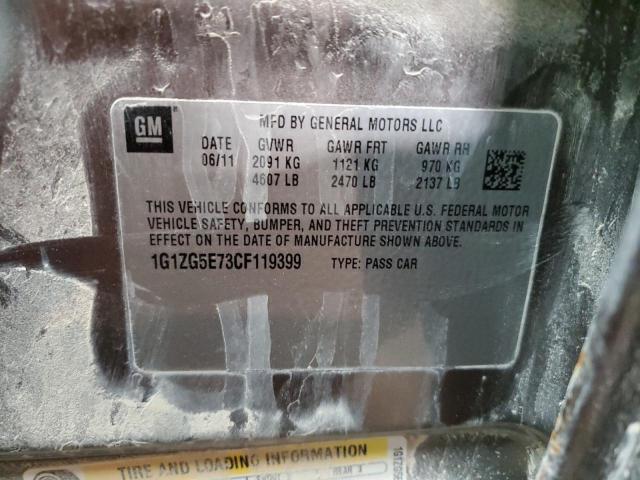 GM
MFD BY GENERAL MOTORS LLC
DATE GVWR GAWR FRT GAWR RR
06/11 2091 KG 1121 KG 970 KG
4607 LB 2470 LB 2137 LB
THIS VEHICLE CONFORMS TO ALL APPLICABLE U.S. FEDERAL MOTOR
VEHICLE SAFETY, BUMPER, AND THEFT PREVENTION STANDARDS IN
EFFECT ON THE DATE OF MANUFACTURE SHOWN ABOVE.
1G1ZG5E73CF119399 TYPE: PASS CAR
TIRE AND LOADING INFORMATION